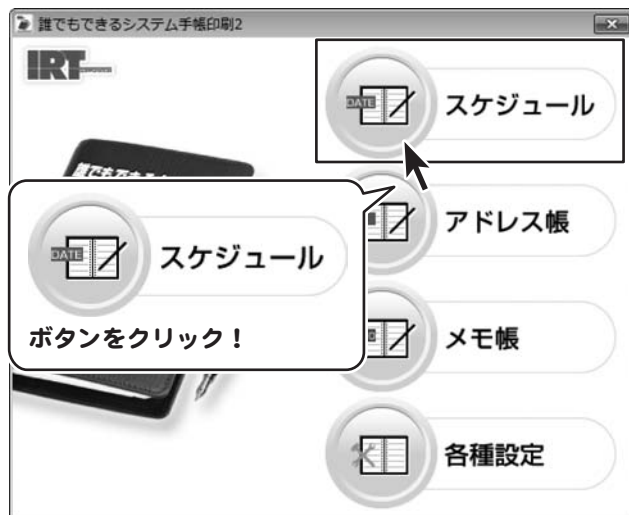 誰でもできるシステム手帳印刷2
IRT
DATE
スケジュール
アドレス帳
DATE
スケジュール
ボタンをクリック！
メモ帳
各種設定